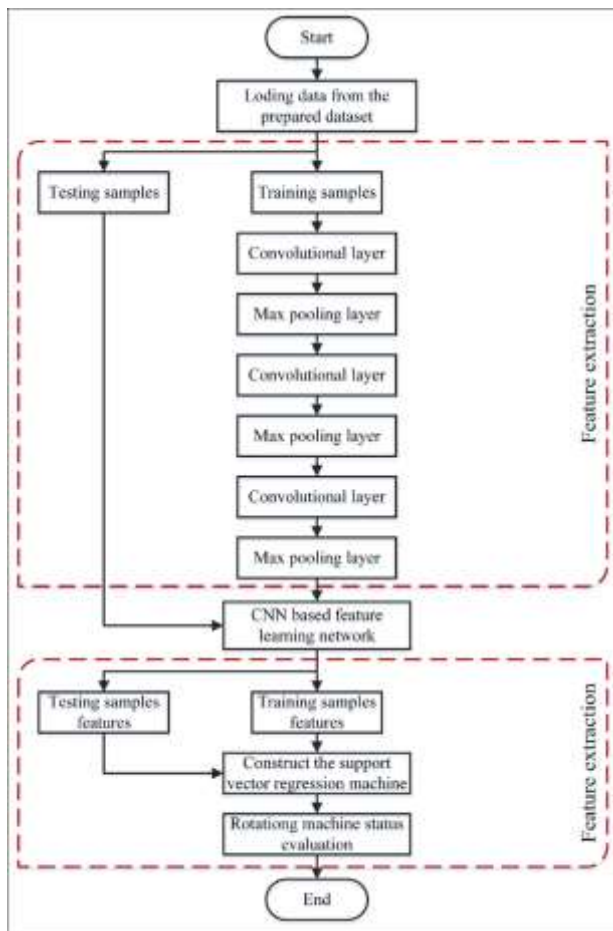 Start
Loding data from the
prepared dataset
Testing samples
Training samples
Convolutional layer
Max pooling layer
Convolutional layer
Max pooling layer
Convolutional layer
Max pooling layer
Feature extraction
CNN based feature
learning network
Testing samples
features
Training samples
features
Construct the support
vector regression machine
Rotationg machine status
evaluation
Feature extraction
End